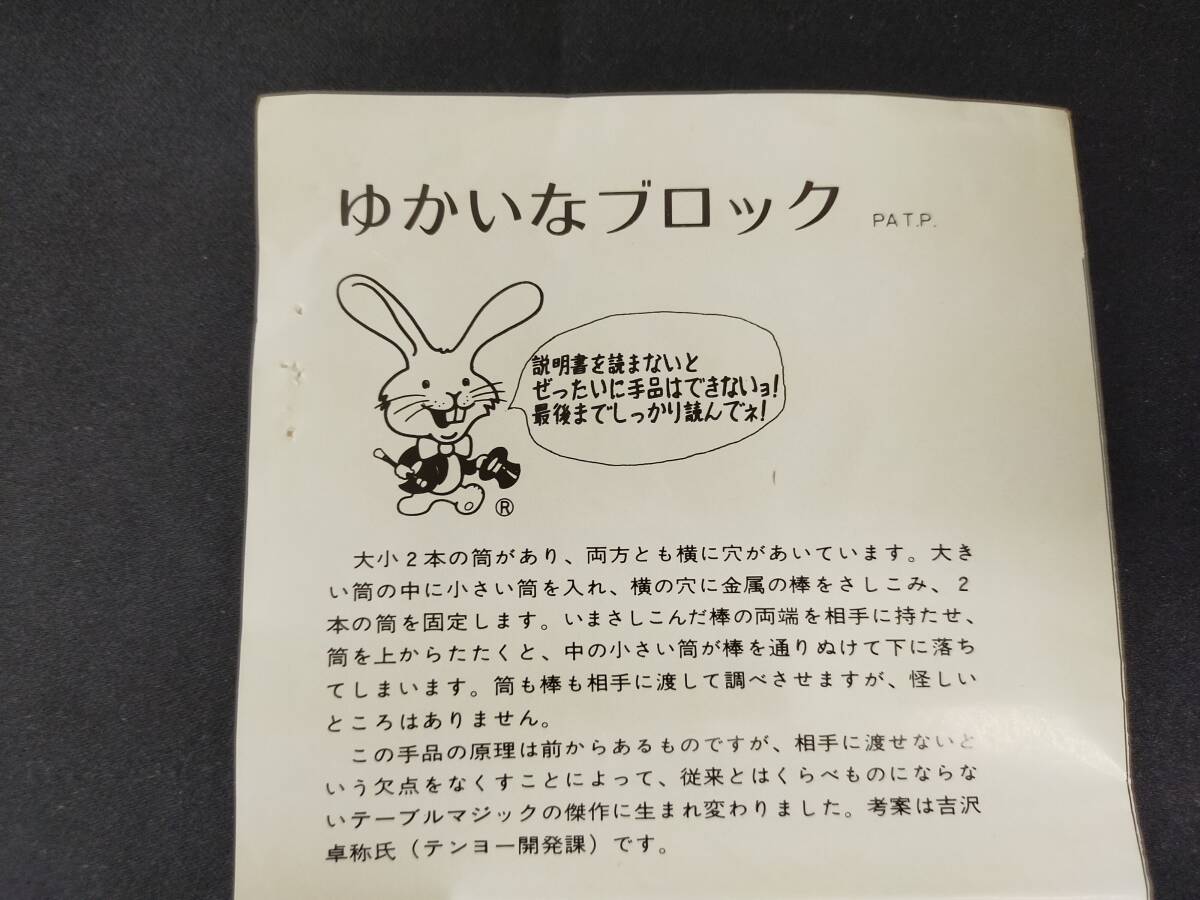 ゆかいなブロック PAT.P.
説明書を読まないと
ぜったいに手品はできないョ!
最後までしっかり読んでネ!
®
大小2本の筒があり、両方とも横に穴があいています。大き
い筒の中に小さい筒を入れ、横の穴に金属の棒をさしこみ、2
本の筒を固定します。いまさしこんだ棒の両端を相手に持たせ、
筒を上からたたくと、中の小さい筒が棒を通りぬけて下に落ち
てしまいます。筒も棒も相手に渡して調べさせますが、怪しい
ところはありません。
この手品の原理は前からあるものですが、相手に渡せないと
いう欠点をなくすことによって、従来とはくらべものにならな
いテーブルマジックの傑作に生まれ変わりました。考案は吉沢
卓称氏(テンヨー開発課)です。